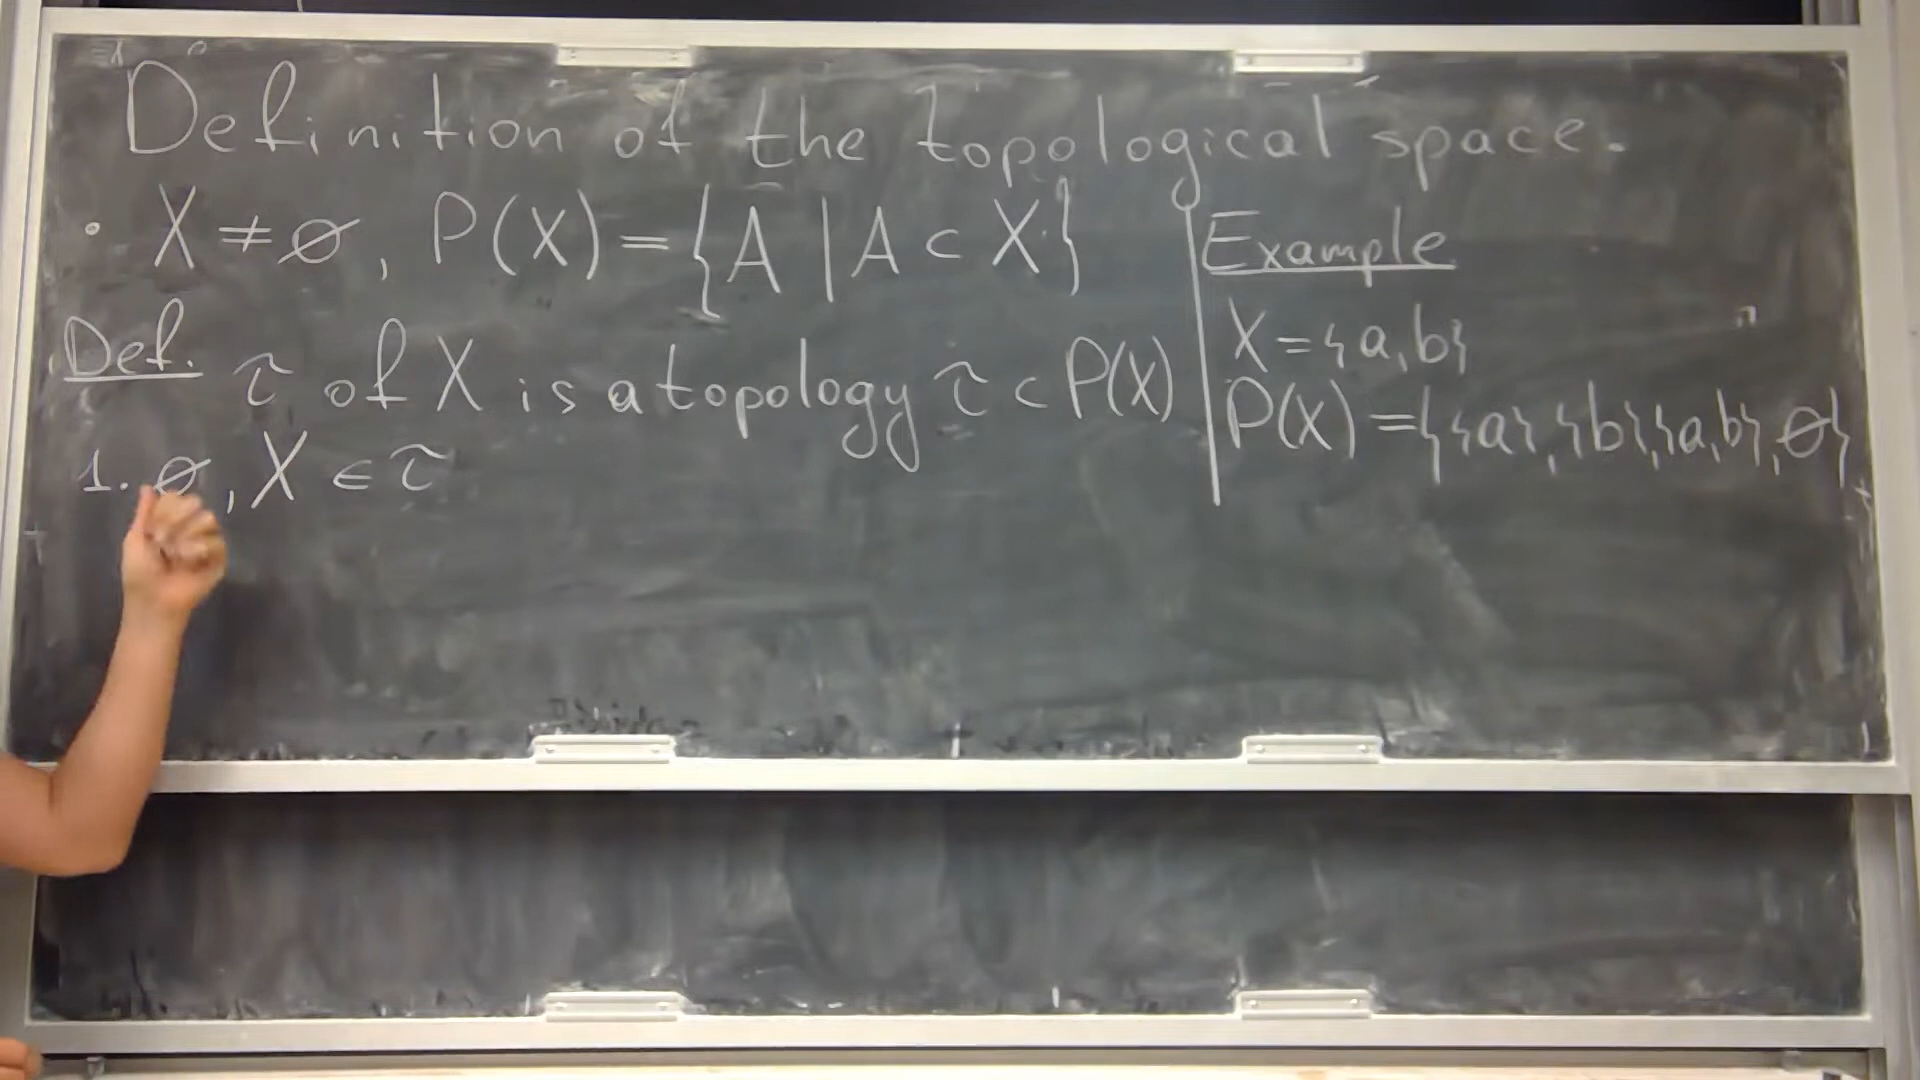 Definition of the topological space.
· X ≠ ∅, P(X) = {A | A ⊂ X}
Def. τ of X is a topology τ ⊂ P(X)
1. ∅, X ∈ τ
Example
X = {a, b}
P(X) = {{a}, {b}, {a, b}, ∅}